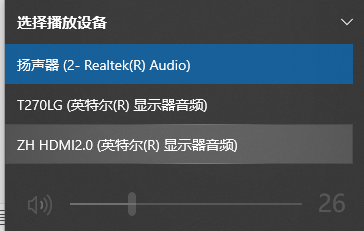 选择播放设备
扬声器 (2- Realtek(R) Audio)
T270LG (英特尔(R) 显示器音频)
ZH HDMI2.0 (英特尔(R) 显示器音频)
26